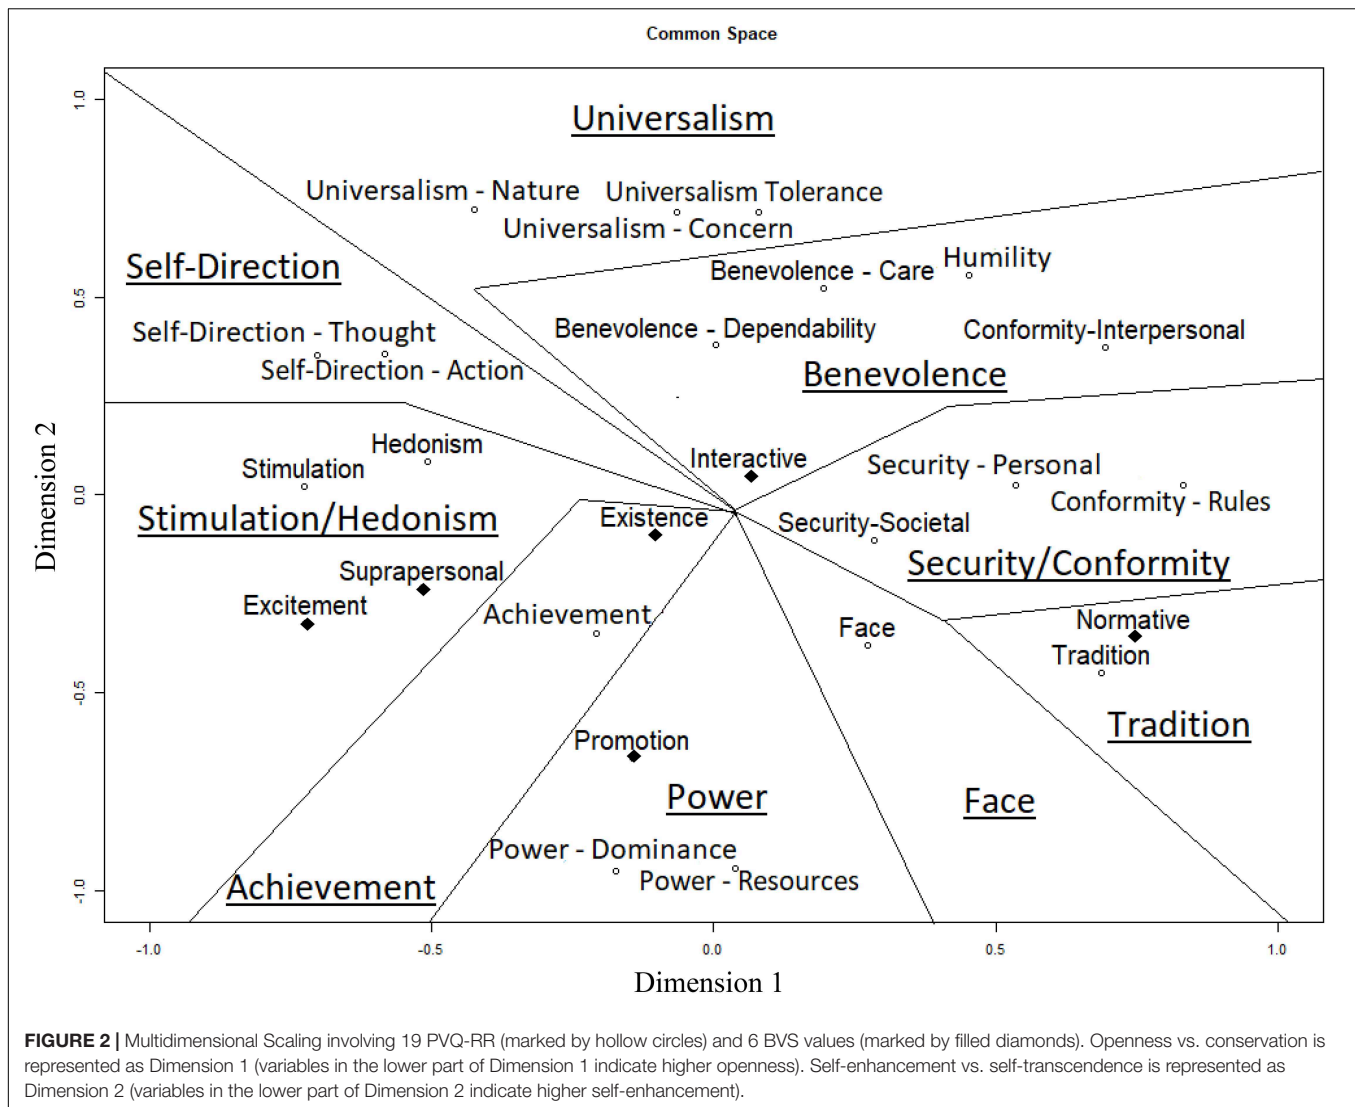 Common Space
Universalism
Universalism - Nature
Universalism Tolerance
Universalism - Concern
Self-Direction
Benevolence - Care
Humility
Self-Direction - Thought
Benevolence - Dependability
Conformity-Interpersonal
Self-Direction - Action
Benevolence
Hedonism
Stimulation
Interactive
Security - Personal
Conformity - Rules
Stimulation/Hedonism
Existence
Security-Societal
Security/Conformity
Suprapersonal
Excitement
Achievement
Face
Normative
Tradition
Tradition
Promotion
Power
Face
Power - Dominance
Power - Resources
Achievement
1.0
0.5
0.0
-0.5
-1.0
Dimension 2
-1.0
-0.5
0.0
0.5
1.0
Dimension 1
FIGURE 2 | Multidimensional Scaling involving 19 PVQ-RR (marked by hollow circles) and 6 BVS values (marked by filled diamonds). Openness vs. conservation is
represented as Dimension 1 (variables in the lower part of Dimension 1 indicate higher openness). Self-enhancement vs. self-transcendence is represented as
Dimension 2 (variables in the lower part of Dimension 2 indicate higher self-enhancement).